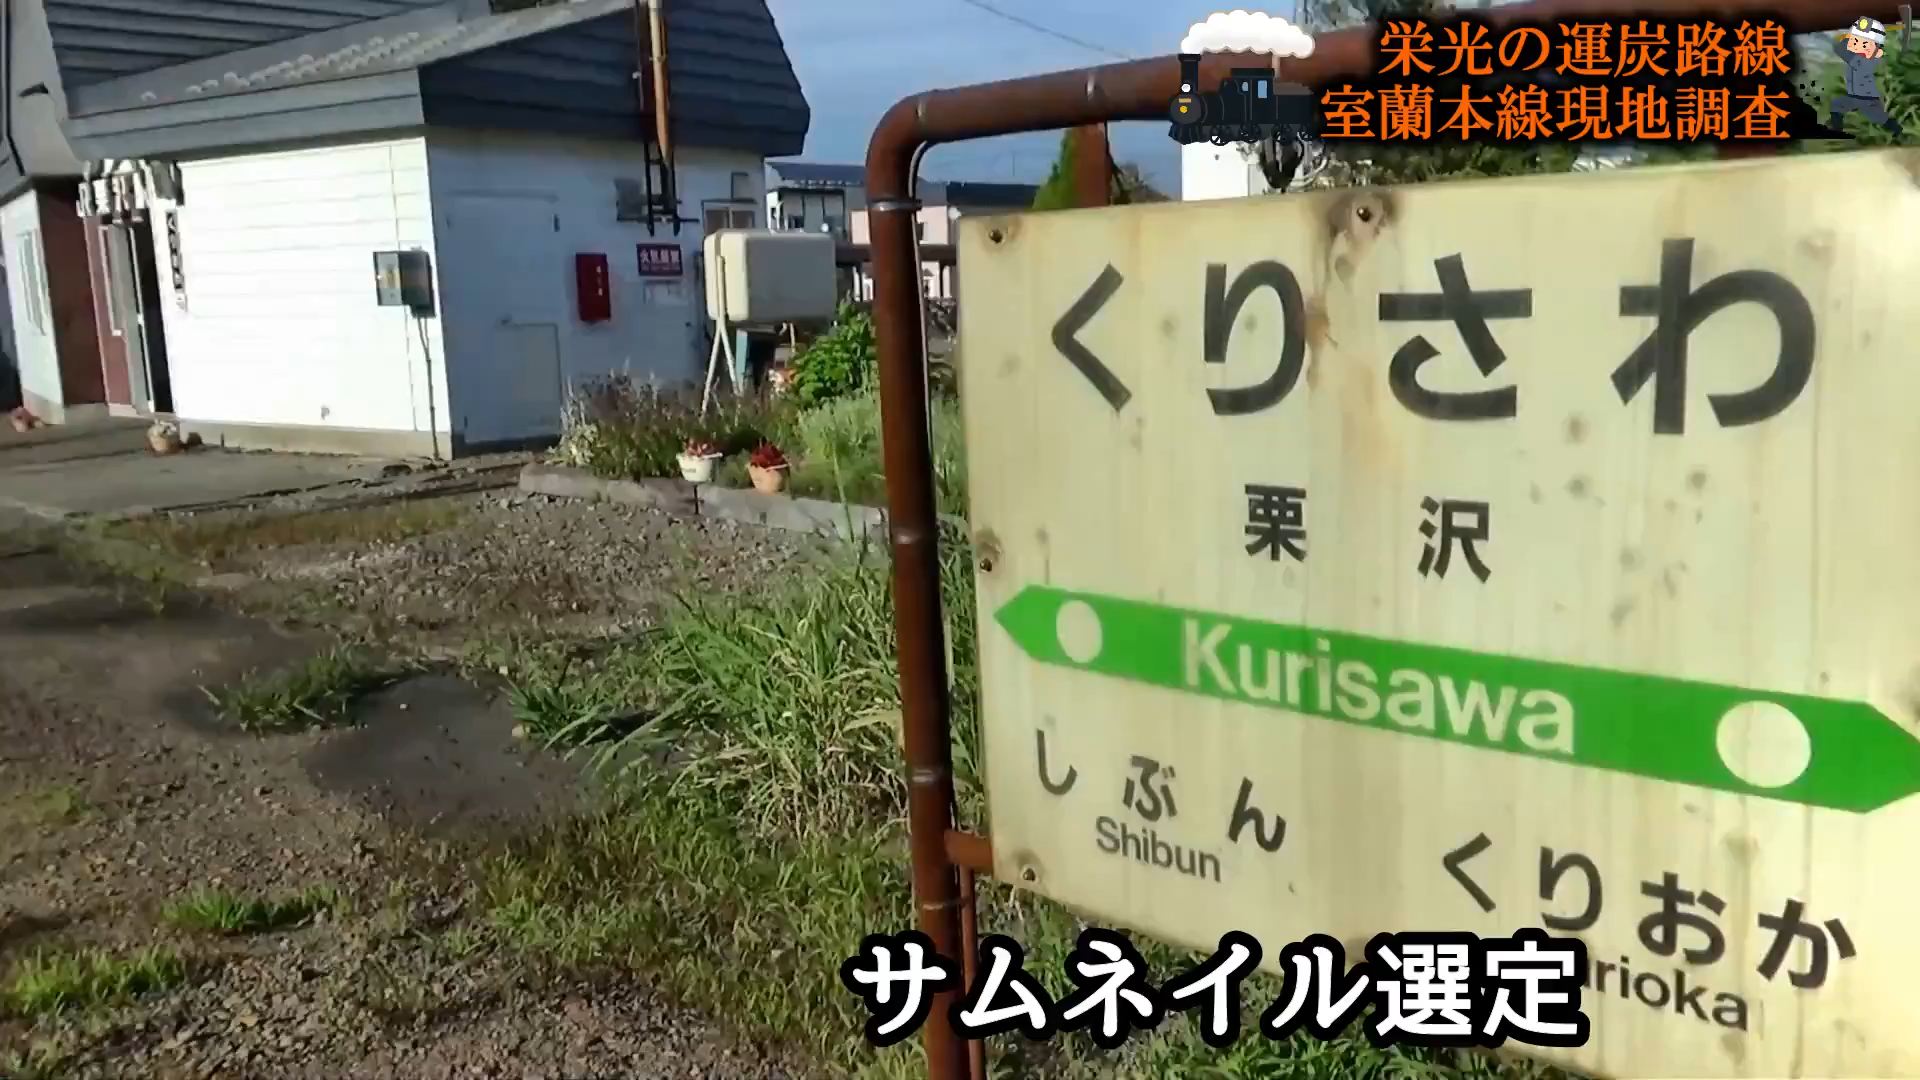 栄光の運炭路線
室蘭本線現地調査
くりさわ
栗沢
Kurisawa
しぶん
Shibun
くりおか
rioka
サムネイル選定